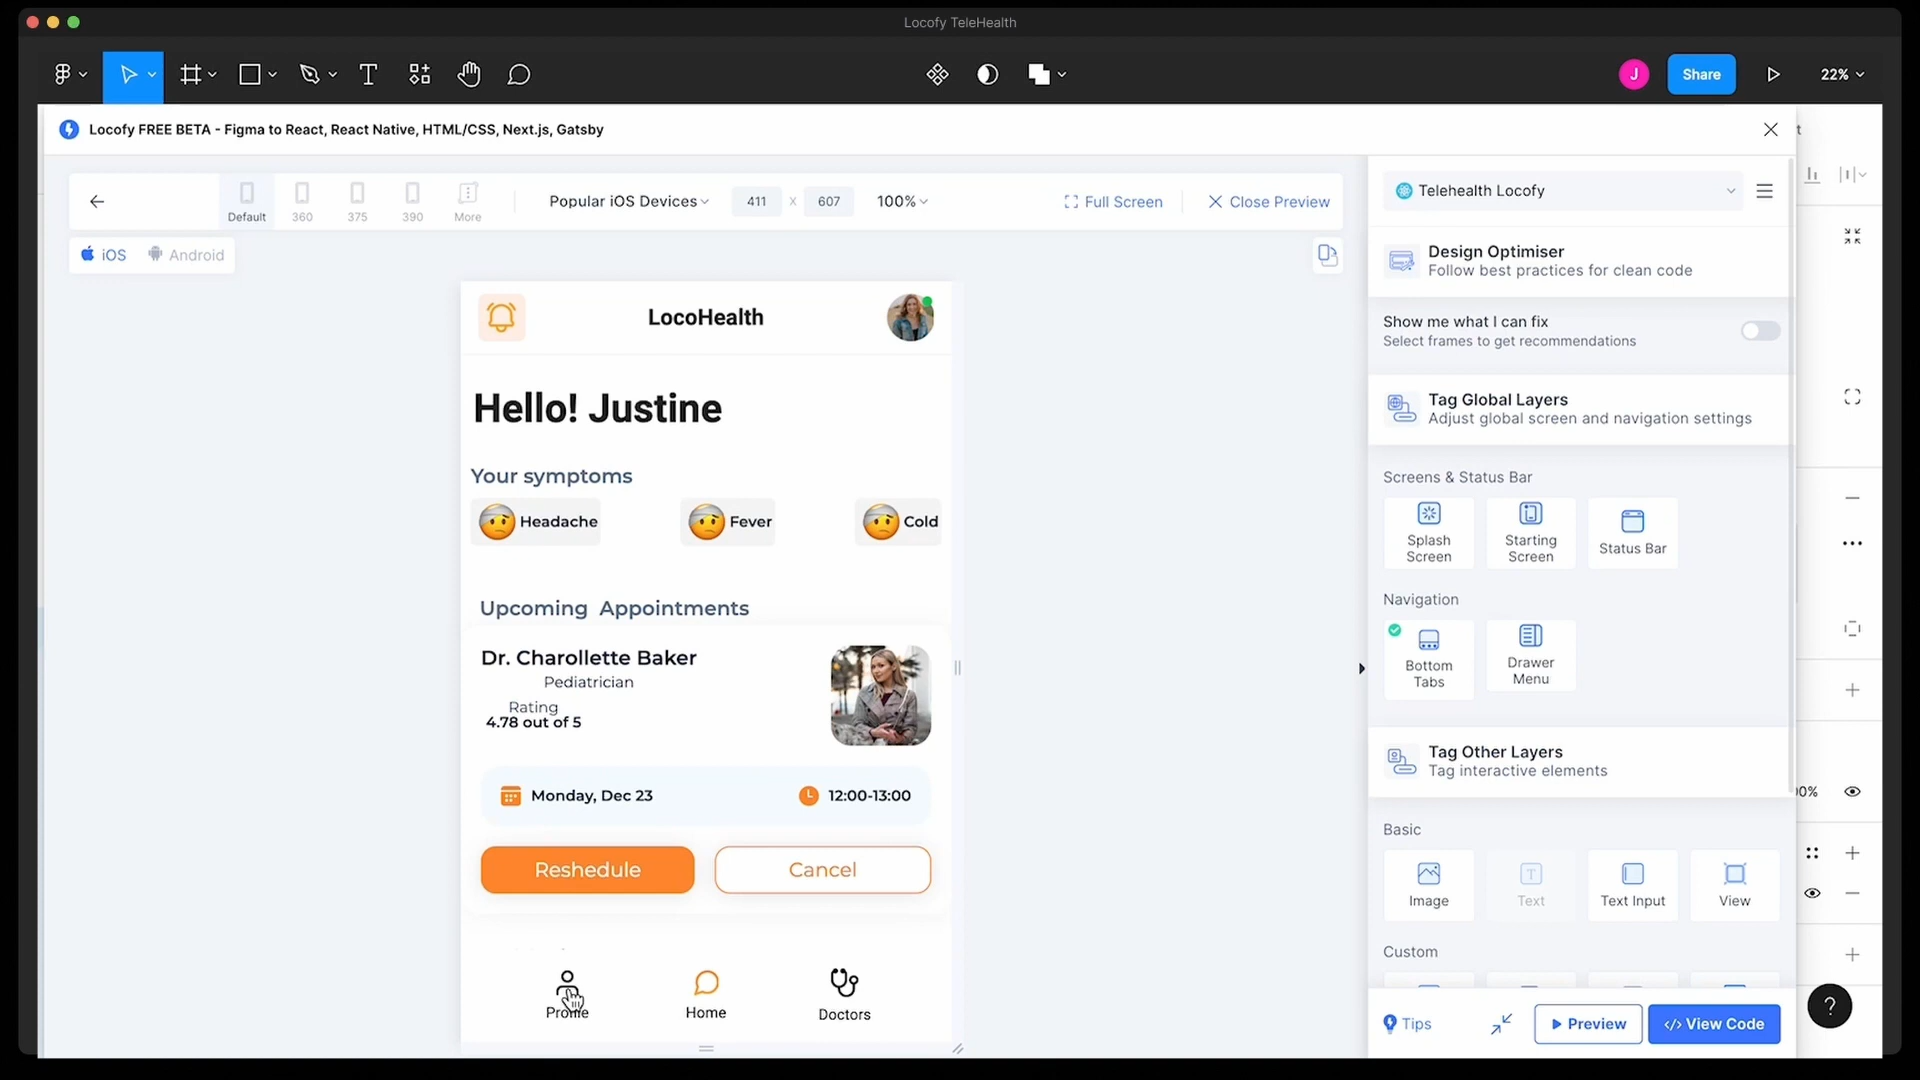 Locofy TeleHealth
J
Share
22%
Locofy FREE BETA - Figma to React, React Native, HTML/CSS, Next.js, Gatsby
Default
360
375
390
More
Popular iOS Devices
411
x
607
100%
Full Screen
Close Preview
iOS
Android
LocoHealth
Hello! Justine
Your symptoms
Headache
Fever
Cold
Upcoming Appointments
Dr. Charollette Baker
Pediatrician
Rating
4.78 out of 5
Monday, Dec 23
12:00-13:00
Reshedule
Cancel
Profile
Home
Doctors
Telehealth Locofy
Design Optimiser
Follow best practices for clean code
Show me what I can fix
Select frames to get recommendations
Tag Global Layers
Adjust global screen and navigation settings
Screens & Status Bar
Splash
Screen
Starting
Screen
Status Bar
Navigation
Bottom
Tabs
Drawer
Menu
Tag Other Layers
Tag interactive elements
Basic
Image
Text
Text Input
View
Custom
Tips
Preview
</> View Code
?